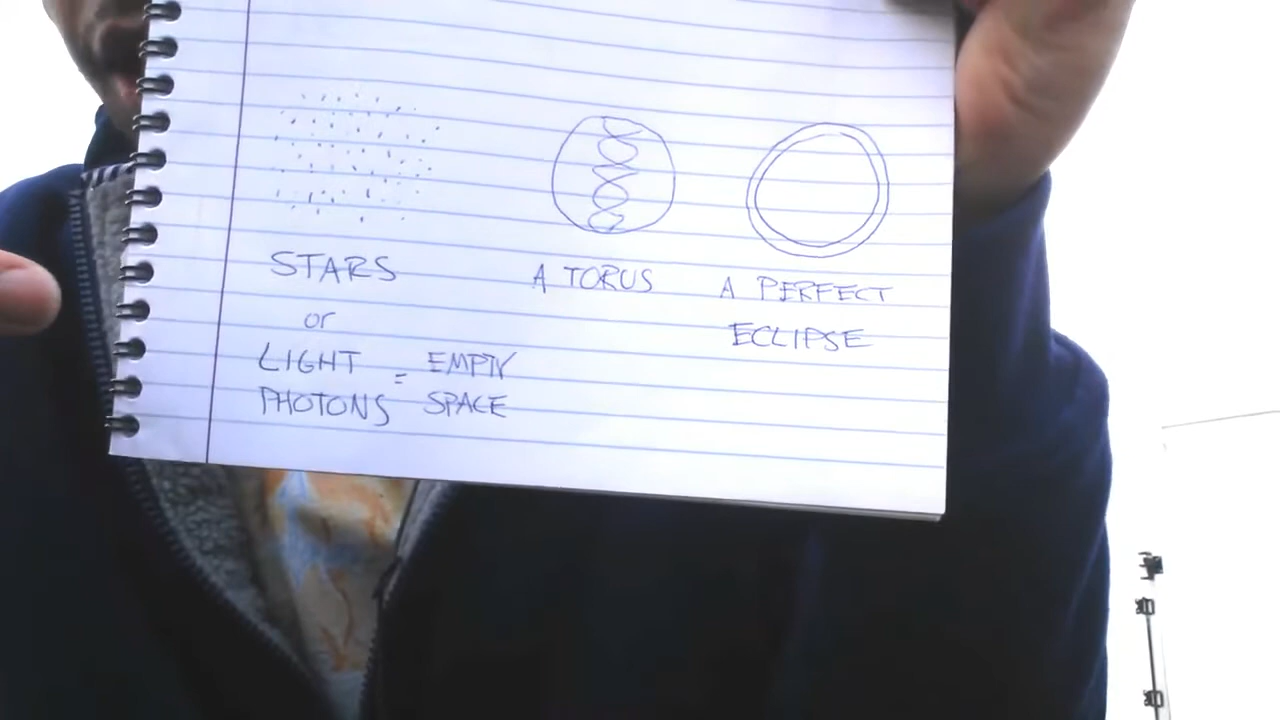 STARS
or
LIGHT
PHOTONS
=
EMPTY
SPACE
A TORUS
A PERFECT
ECLIPSE